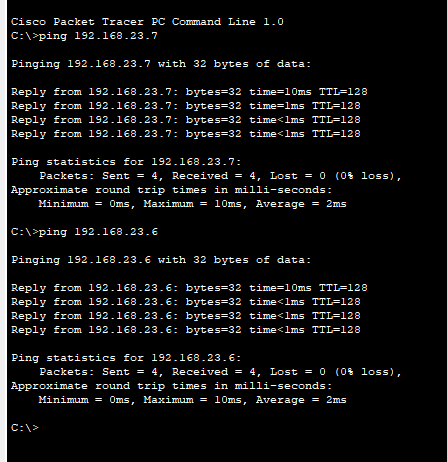 Cisco Packet Tracer PC Command Line 1.0
C:\>ping 192.168.23.7
Pinging 192.168.23.7 with 32 bytes of data:
Reply from 192.168.23.7: bytes=32 time=10ms TTL=128
Reply from 192.168.23.7: bytes=32 time=1ms TTL=128
Reply from 192.168.23.7: bytes=32 time<1ms TTL=128
Reply from 192.168.23.7: bytes=32 time<1ms TTL=128
Ping statistics for 192.168.23.7:
Packets: Sent = 4, Received = 4, Lost = 0 (0% loss),
Approximate round trip times in milli-seconds:
Minimum = 0ms, Maximum = 10ms, Average = 2ms
C:\>ping 192.168.23.6
Pinging 192.168.23.6 with 32 bytes of data:
Reply from 192.168.23.6: bytes=32 time=10ms TTL=128
Reply from 192.168.23.6: bytes=32 time<1ms TTL=128
Reply from 192.168.23.6: bytes=32 time<1ms TTL=128
Reply from 192.168.23.6: bytes=32 time<1ms TTL=128
Ping statistics for 192.168.23.6:
Packets: Sent = 4, Received = 4, Lost = 0 (0% loss),
Approximate round trip times in milli-seconds:
Minimum = 0ms, Maximum = 10ms, Average = 2ms
C:\>